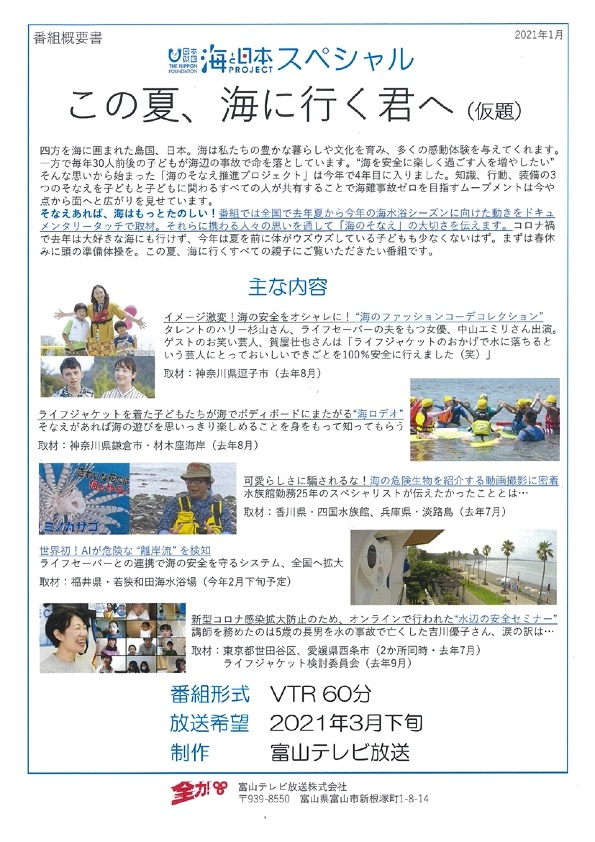 番組概要書
2021年1月
日本財団
THE NIPPON FOUNDATION
海と日本PROJECT スペシャル
この夏、海に行く君へ（仮題）
四方を海に囲まれた島国、日本。海は私たちの豊かな暮らしや文化を育み、多くの感動体験を与えてくれます。
一方で毎年30人前後の子どもが海辺の事故で命を落としています。“海を安全に楽しく過ごす人を増やしたい”
そんな思いから始まった「海のそなえ推進プロジェクト」は今年で4年目に入りました。知識、行動、装備の3
つのそなえを子どもと子どもに関わるすべての人が共有することで海難事故ゼロを目指すムーブメントは今や
点から面へと広がりを見せています。
そなえあれば、海はもっとたのしい！番組では全国で去年夏から今年の海水浴シーズンに向けた動きをドキュ
メンタリータッチで取材。それらに携わる人々の思いを通して「海のそなえ」の大切さを伝えます。コロナ禍
で去年は大好きな海にも行けず、今年は夏を前に体がウズウズしている子どもも少なくないはず。まずは春休
みに頭の準備体操を。この夏、海に行くすべての親子にご覧いただきたい番組です。
主な内容
イメージ激変！海の安全をオシャレに！“海のファッションコーデコレクション”
タレントのハリー杉山さん、ライフセーバーの夫をもつ女優、中山エミリさん出演。
ゲストのお笑い芸人、賀屋壮也さんは「ライフジャケットのおかげで水に落ちると
いう芸人にとっておいしいできごとを100%安全に行えました（笑）」
取材：神奈川県逗子市（去年8月）
ライフジャケットを着た子どもたちが海でボディボードにまたがる“海ロデオ”
そなえがあれば海の遊びを思いっきり楽しめることを身をもって知ってもらう
取材：神奈川県鎌倉市・材木座海岸（去年8月）
ミノカサゴ
可愛らしさに騙されるな！海の危険生物を紹介する動画撮影に密着
水族館勤務25年のスペシャリストが伝えたかったこととは…
取材：香川県・四国水族館、兵庫県・淡路島（去年7月）
世界初！AIが危険な“離岸流”を検知
ライフセーバーとの連携で海の安全を守るシステム、全国へ拡大
取材：福井県・若狭和田海水浴場（今年2月下旬予定）
新型コロナ感染拡大防止のため、オンラインで行われた“水辺の安全セミナー”
講師を務めたのは5歳の長男を水の事故で亡くした吉川優子さん、涙の訳は…
取材：東京都世田谷区、愛媛県西条市（2か所同時・去年7月）
ライフジャケット検討委員会（去年9月）
番組形式 VTR 60分
放送希望 2021年3月下旬
制作 富山テレビ放送
全力！
富山テレビ放送株式会社
〒939-8550 富山県富山市新根塚町1-8-14